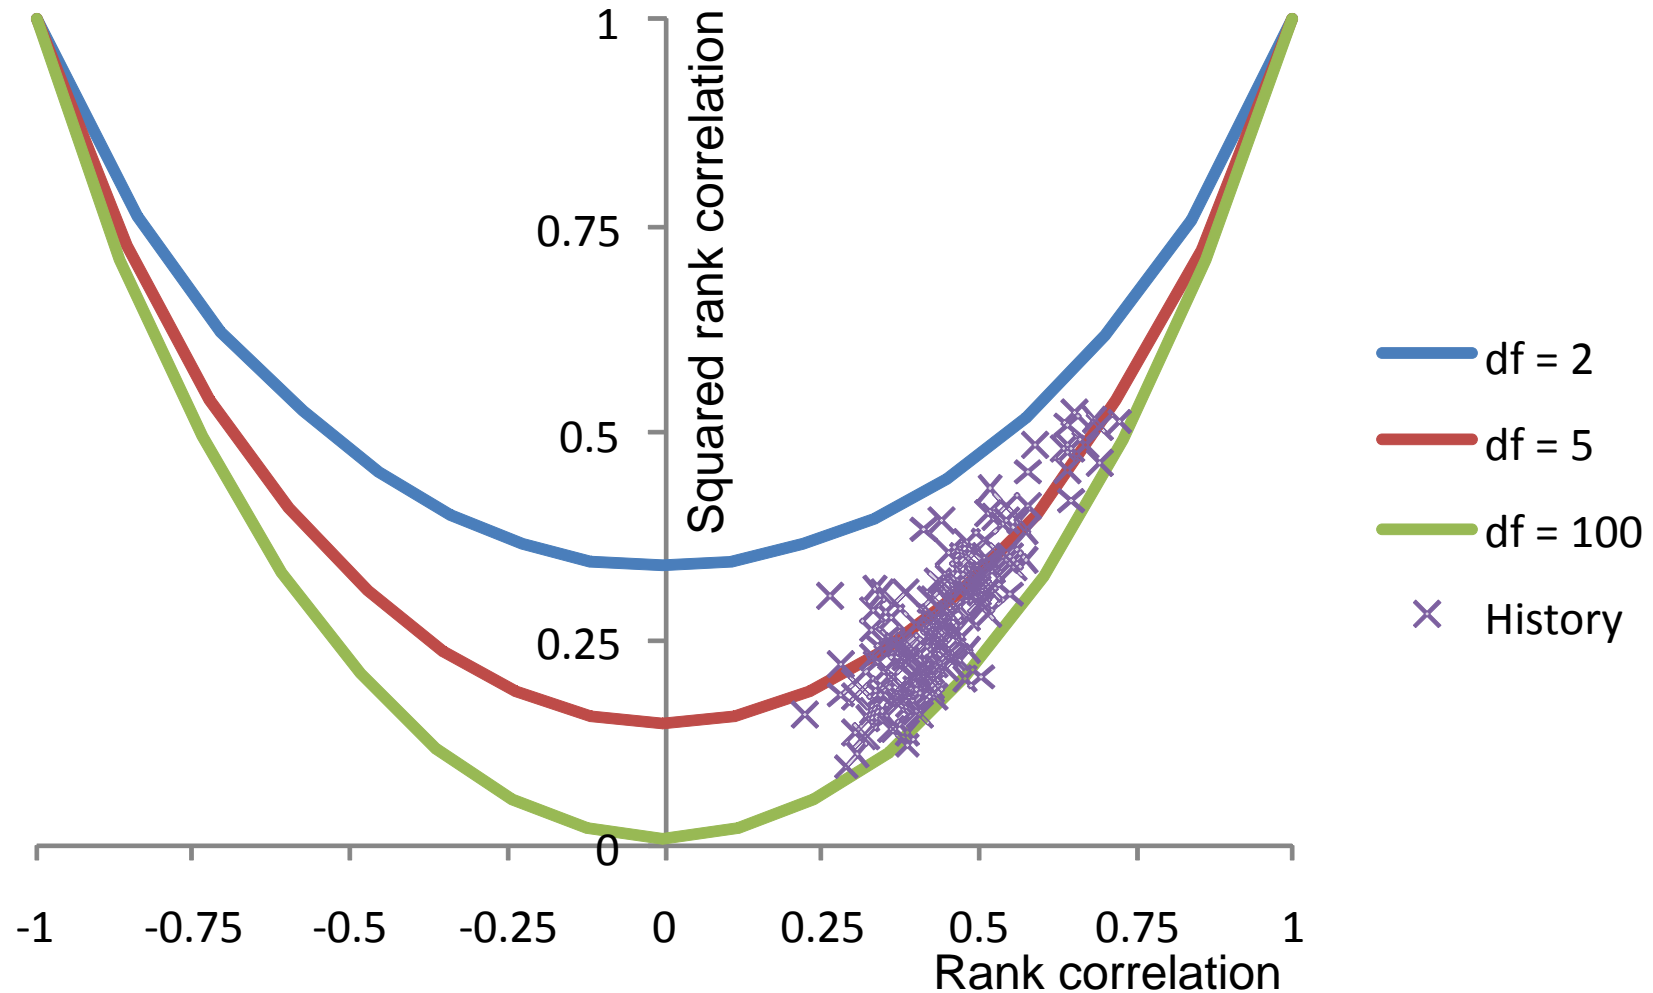 1
0.75
0.5
0.25
0
Squared rank correlation
-1 -0.75 -0.5 -0.25 0 0.25 0.5 0.75 1
Rank correlation
df = 2
df = 5
df = 100
History